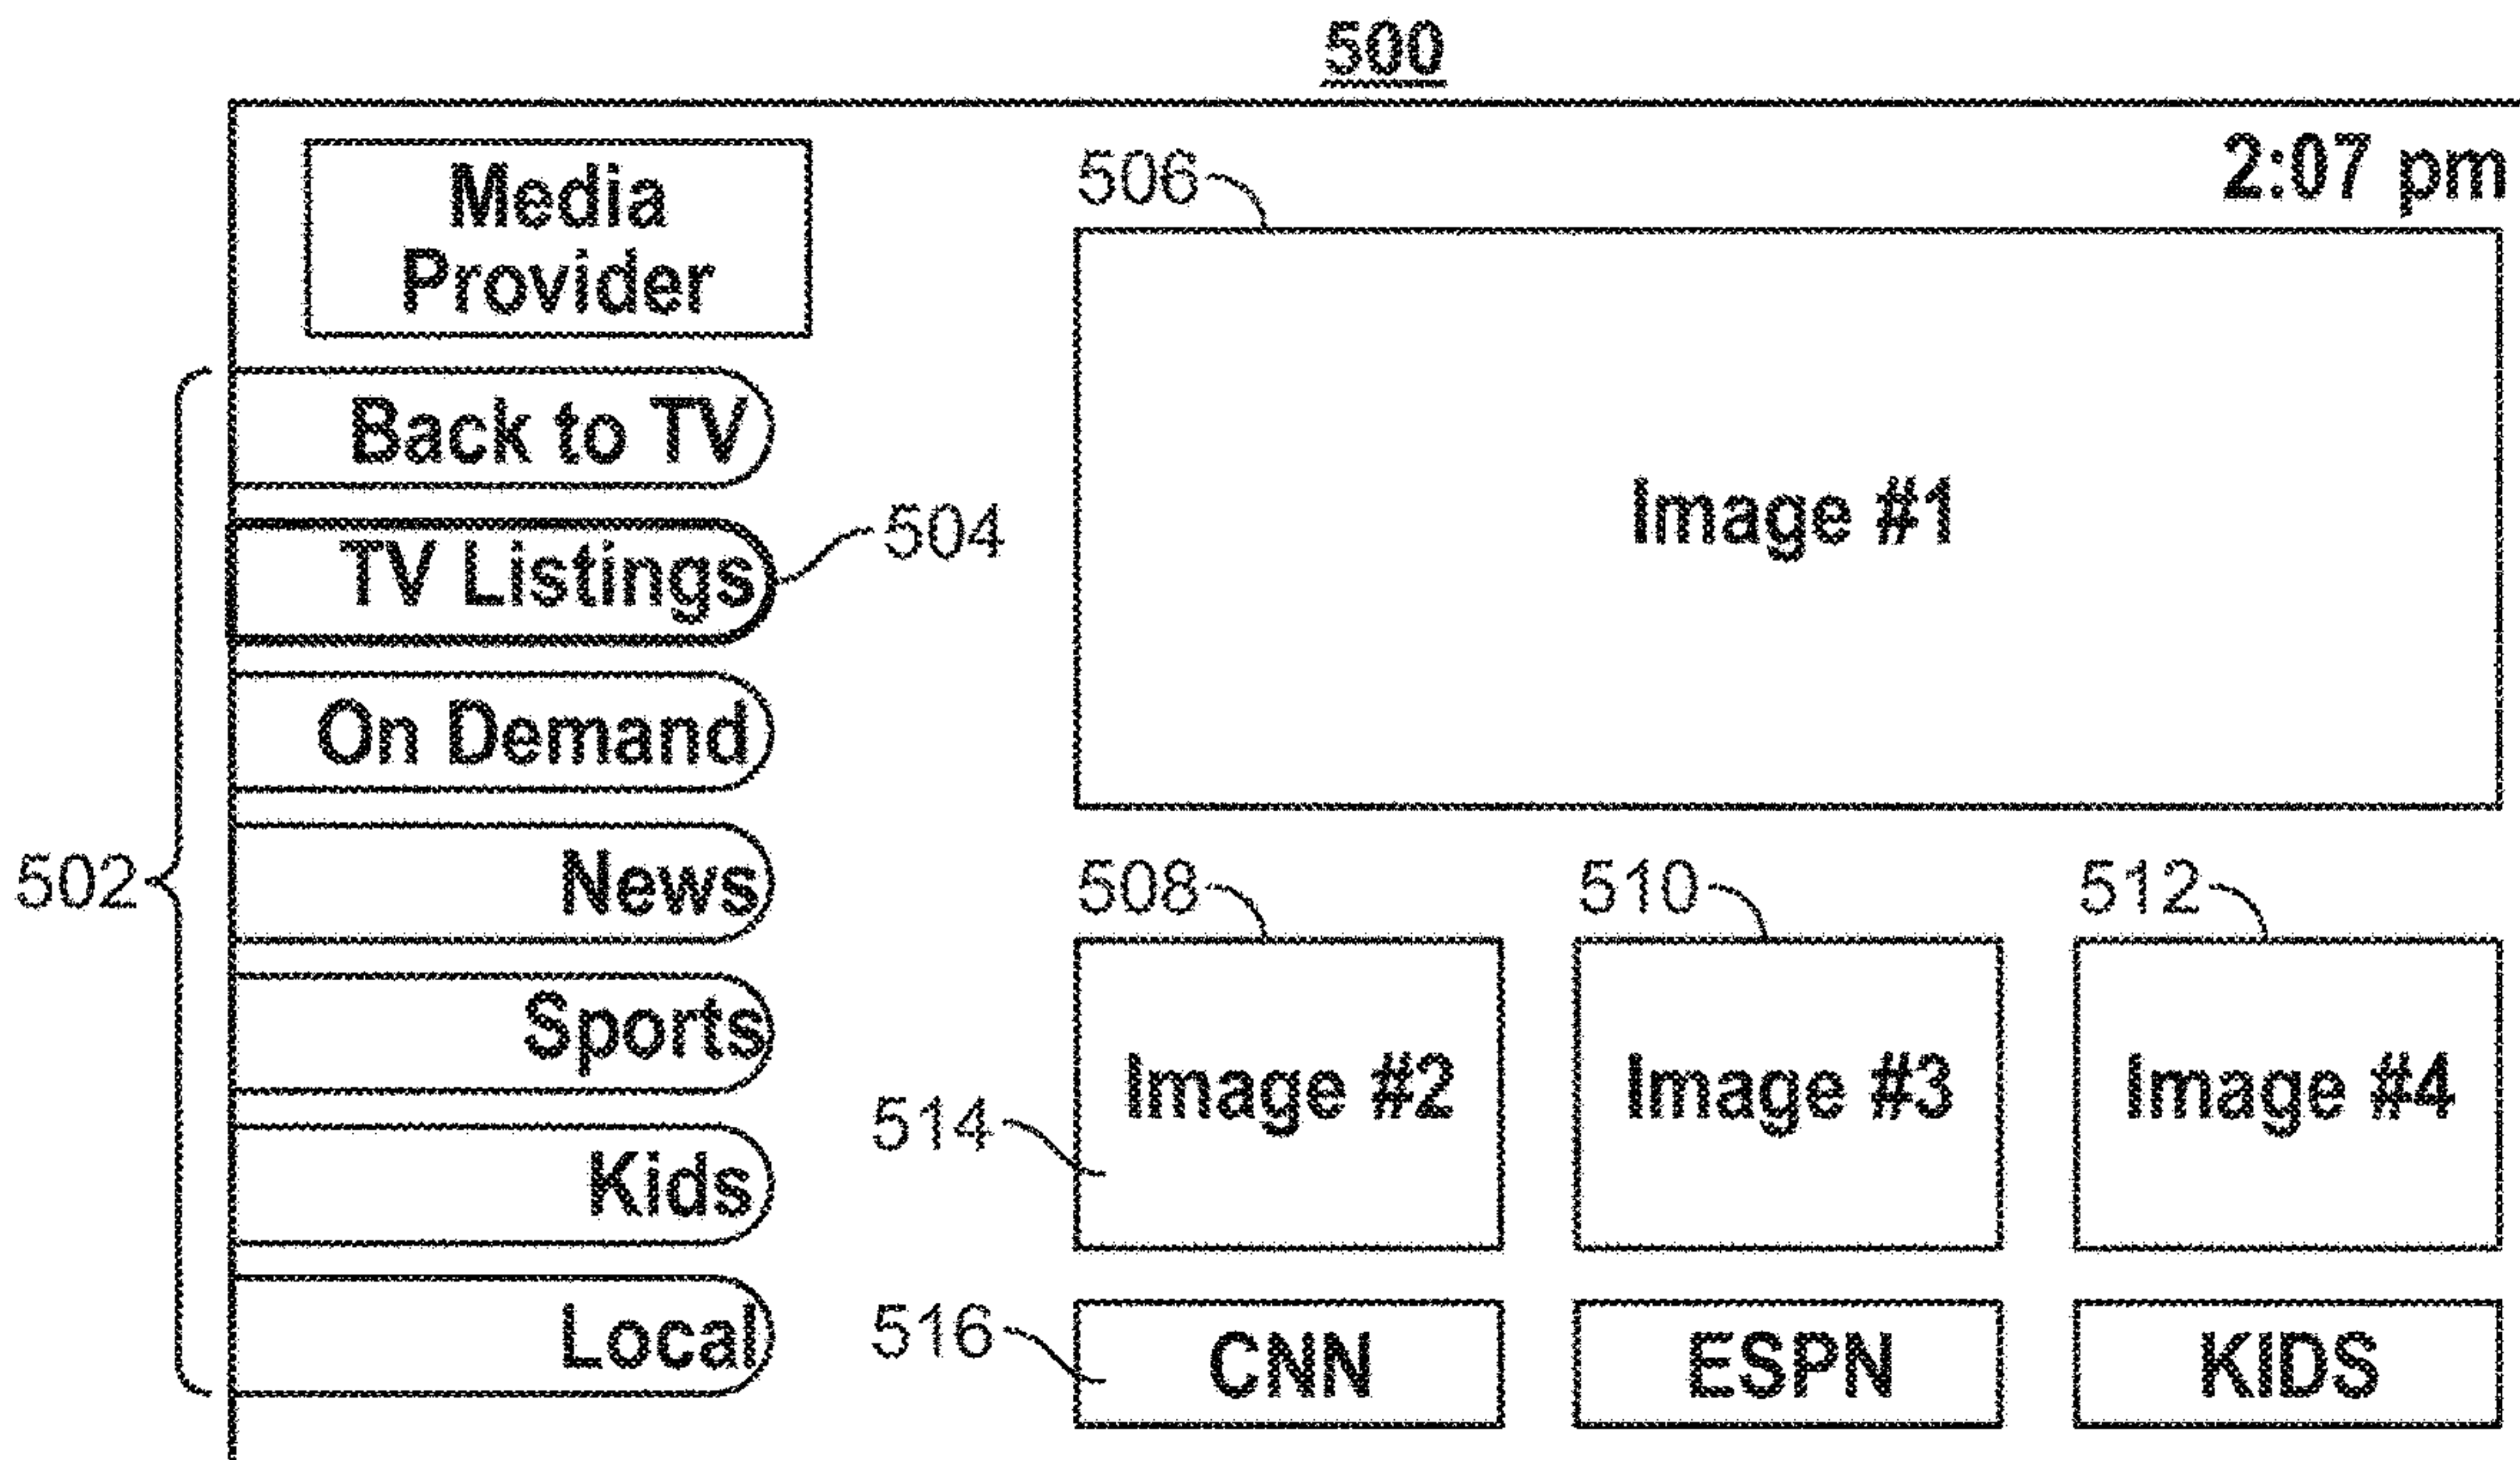 500
2:07 pm
Media
Provider
506
Back to TV
Image #1
TV Listings
504
On Demand
502
News
508
510
512
Sports
Image #2
Image #3
Image #4
514
Kids
Local
516
CNN
ESPN
KIDS